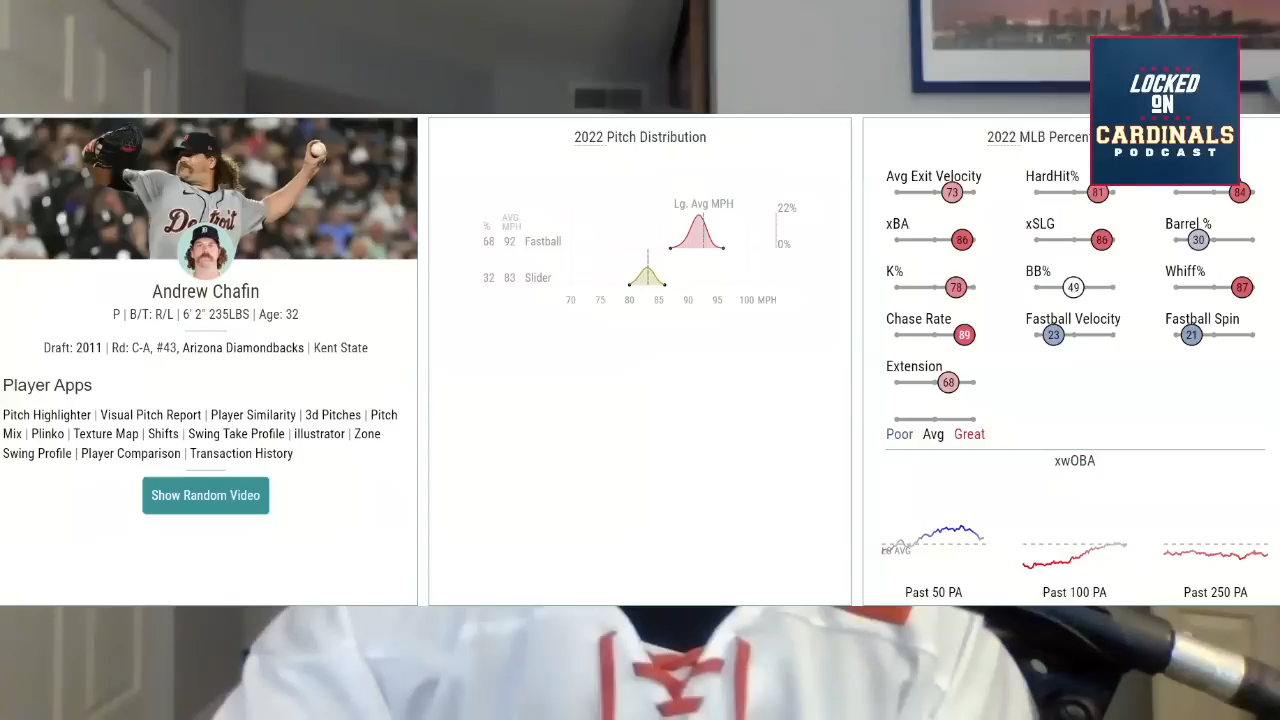 LOCKED
ON
CARDINALS
PODCAST
Detroit
Andrew Chafin
P | B/T: R/L | 6' 2" 235LBS | Age: 32
Draft: 2011 | Rd: C-A, #43, Arizona Diamondbacks | Kent State
Player Apps
Pitch Highlighter | Visual Pitch Report | Player Similarity | 3d Pitches | Pitch
Mix | Plinko | Texture Map | Shifts | Swing Take Profile | illustrator | Zone
Swing Profile | Player Comparison | Transaction History
Show Random Video
2022 Pitch Distribution
Lg. Avg MPH
22%
0%
% AVG MPH
68 92 Fastball
32 83 Slider
70 75 80 85 90 95 100 MPH
2022 MLB
Avg Exit Velocity HardHit%
73 81 84
xBA xSLG Barrel %
86 86 30
K% BB% Whiff%
78 49 87
Chase Rate Fastball Velocity Fastball Spin
89 23 21
Extension
68
Poor Avg Great
xwOBA
LG AVG
Past 50 PA Past 100 PA Past 250 PA